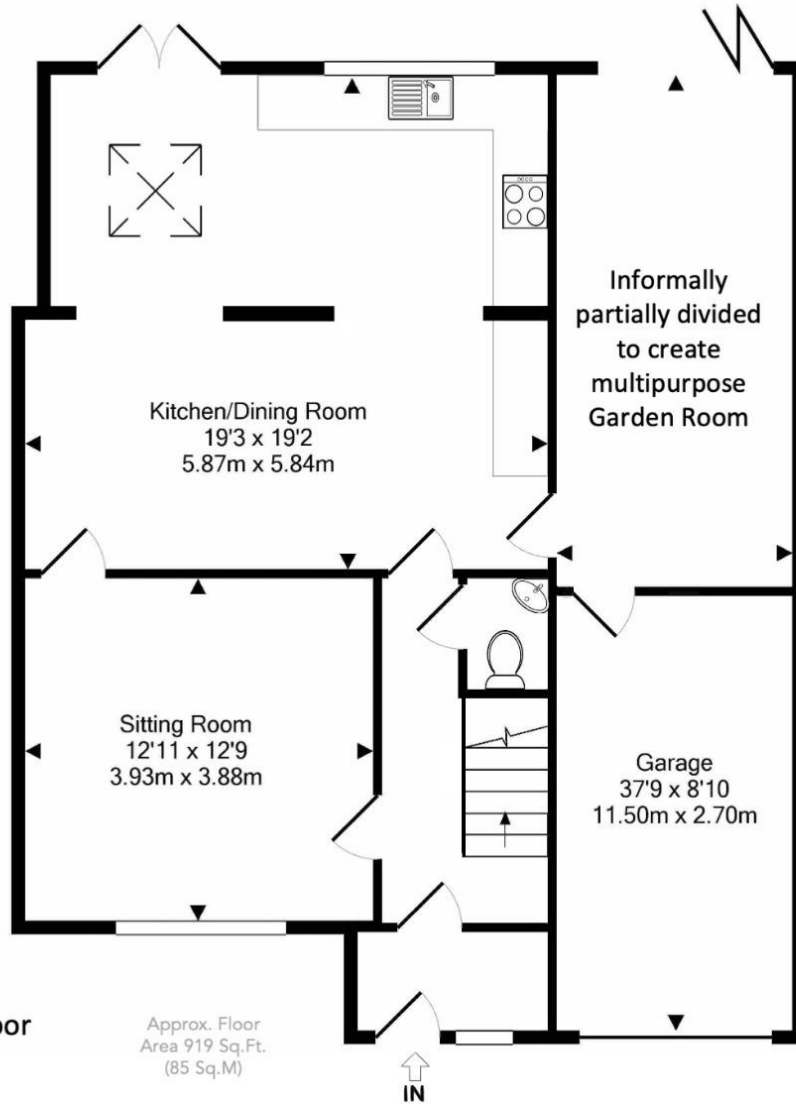 Informally
partially divided
to create
multipurpose
Garden Room
Kitchen/Dining Room
19'3 x 19'2
5.87m x 5.84m
Sitting Room
12'11 x 12'9
3.93m x 3.88m
Garage
37'9 x 8'10
11.50m x 2.70m
Approx. Floor
Area 919 Sq.Ft.
(85 Sq.M)
IN